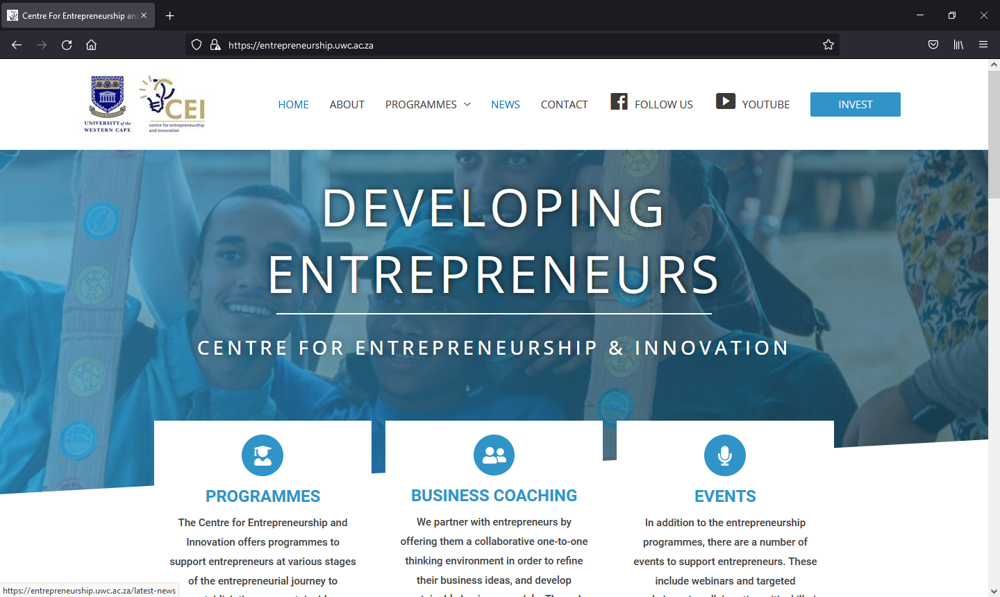 Centre For Entrepreneurship an
https://entrepreneurship.uwc.ac.za
UNIVERSITY of the
WESTERN CAPE
CEI
centre for entrepreneurship
and innovation
HOME ABOUT PROGRAMMES NEWS CONTACT FOLLOW US YOUTUBE INVEST
DEVELOPING
ENTREPRENEURS
CENTRE FOR ENTREPRENEURSHIP & INNOVATION
PROGRAMMES
The Centre for Entrepreneurship and
Innovation offers programmes to
support entrepreneurs at various stages
of the entrepreneurial journey to
BUSINESS COACHING
We partner with entrepreneurs by
offering them a collaborative one-to-one
thinking environment in order to refine
their business ideas, and develop
EVENTS
In addition to the entrepreneurship
programmes, there are a number of
events to support entrepreneurs. These
include webinars and targeted
https://entrepreneurship.uwc.ac.za/latest-news